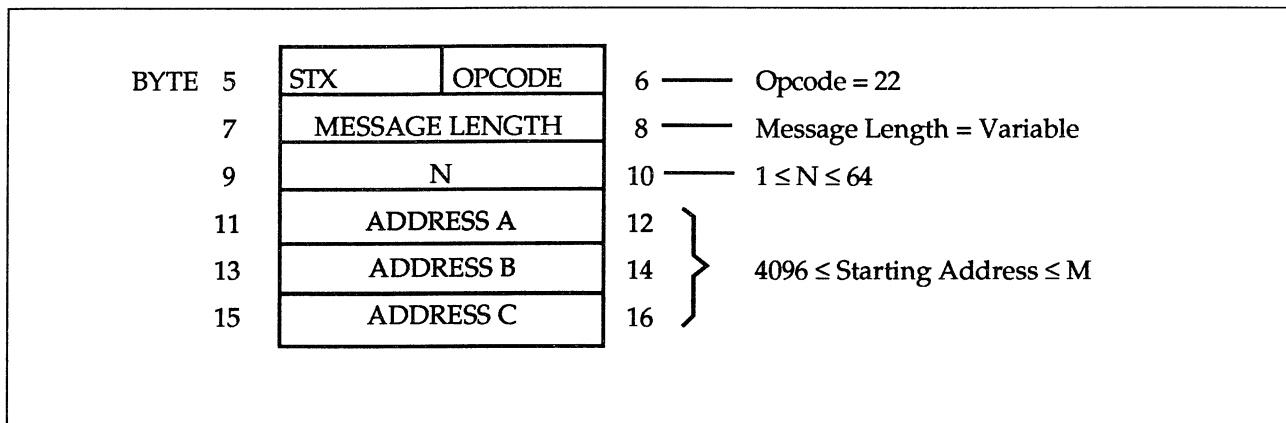 BYTE 5 STX OPCODE 6 Opcode = 22
7 MESSAGE LENGTH 8 Message Length = Variable
9 N 10 1 ≤ N ≤ 64
11 ADDRESS A 12
13 ADDRESS B 14 4096 ≤ Starting Address ≤ M
15 ADDRESS C 16